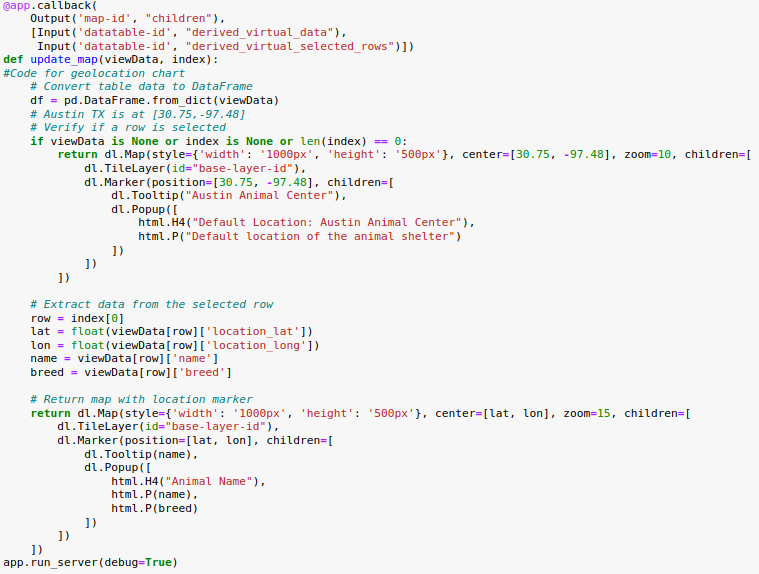 @app.callback(
    Output('map-id', "children"),
    [Input('datatable-id', "derived_virtual_data"),
     Input('datatable-id', "derived_virtual_selected_rows")])
def update_map(viewData, index):
#Code for geolocation chart
    # Convert table data to DataFrame
    df = pd.DataFrame.from_dict(viewData)
    # Austin TX is at [30.75,-97.48]
    # Verify if a row is selected
    if viewData is None or index is None or len(index) == 0:
        return dl.Map(style={'width': '1000px', 'height': '500px'}, center=[30.75, -97.48], zoom=10, children=[
            dl.TileLayer(id="base-layer-id"),
            dl.Marker(position=[30.75, -97.48], children=[
                dl.Tooltip("Austin Animal Center"),
                dl.Popup([
                    html.H4("Default Location: Austin Animal Center"),
                    html.P("Default location of the animal shelter")
                ])
            ])
        ])

    # Extract data from the selected row
    row = index[0]
    lat = float(viewData[row]['location_lat'])
    lon = float(viewData[row]['location_long'])
    name = viewData[row]['name']
    breed = viewData[row]['breed']

    # Return map with location marker
    return dl.Map(style={'width': '1000px', 'height': '500px'}, center=[lat, lon], zoom=15, children=[
        dl.TileLayer(id="base-layer-id"),
        dl.Marker(position=[lat, lon], children=[
            dl.Tooltip(name),
            dl.Popup([
                html.H4("Animal Name"),
                html.P(name),
                html.P(breed)
            ])
        ])
    ])
app.run_server(debug=True)